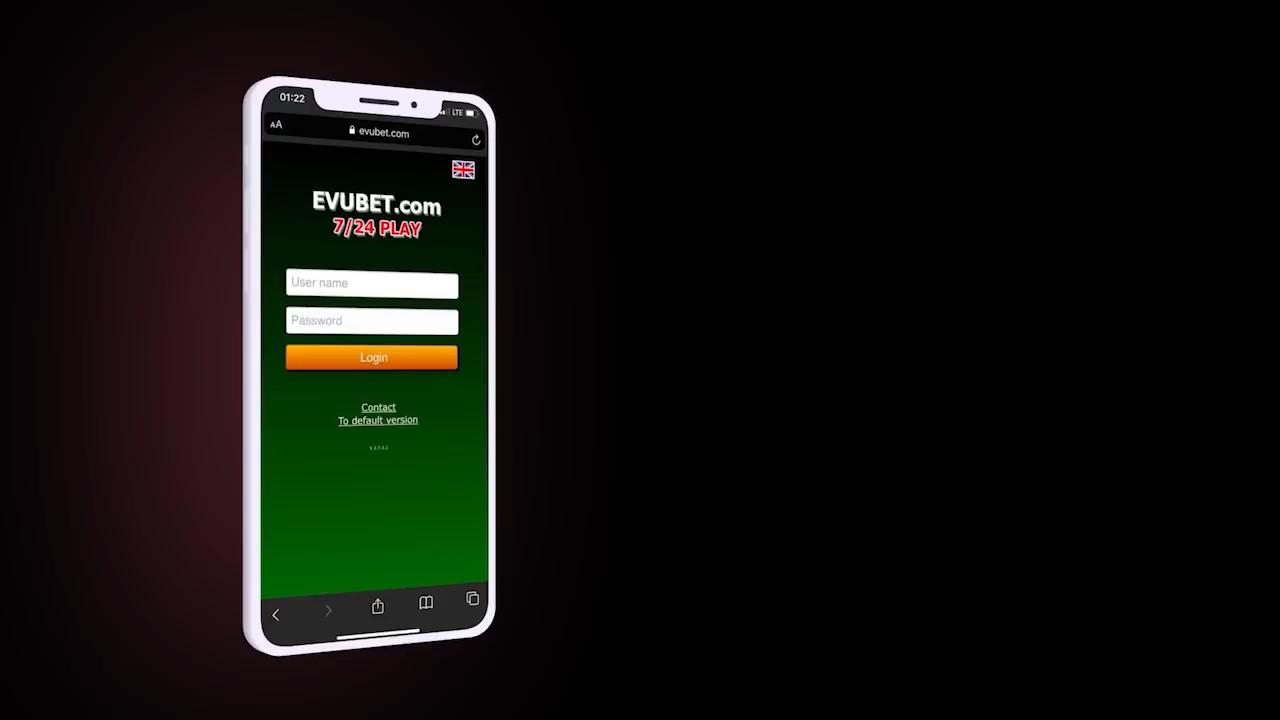 01:22
LTE
AA
evubet.com
EVUBET.com
7/24 PLAY
User name
Password
Login
Contact
To default version